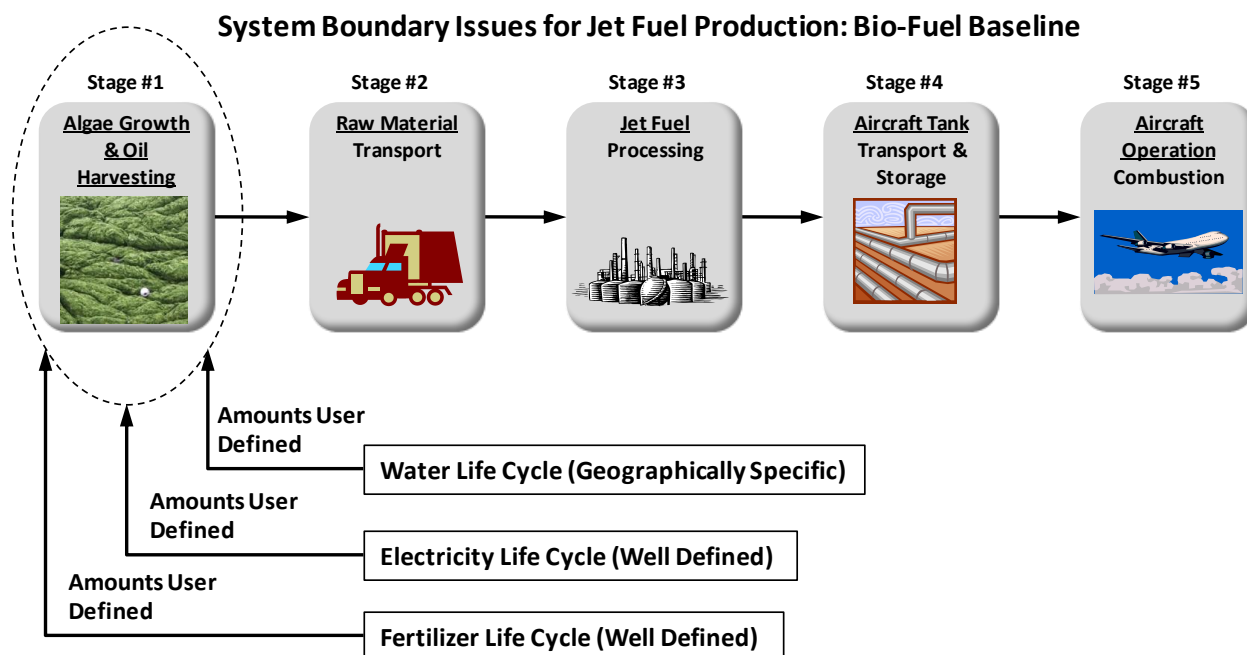 System Boundary Issues for Jet Fuel Production: Bio-Fuel Baseline
Stage #1
Algae Growth
& Oil
Harvesting
Stage #2
Raw Material
Transport
Stage #3
Jet Fuel
Processing
Stage #4
Aircraft Tank
Transport &
Storage
Stage #5
Aircraft
Operation
Combustion
Amounts User
Defined
Water Life Cycle (Geographically Specific)
Amounts User
Defined
Electricity Life Cycle (Well Defined)
Amounts User
Defined
Fertilizer Life Cycle (Well Defined)